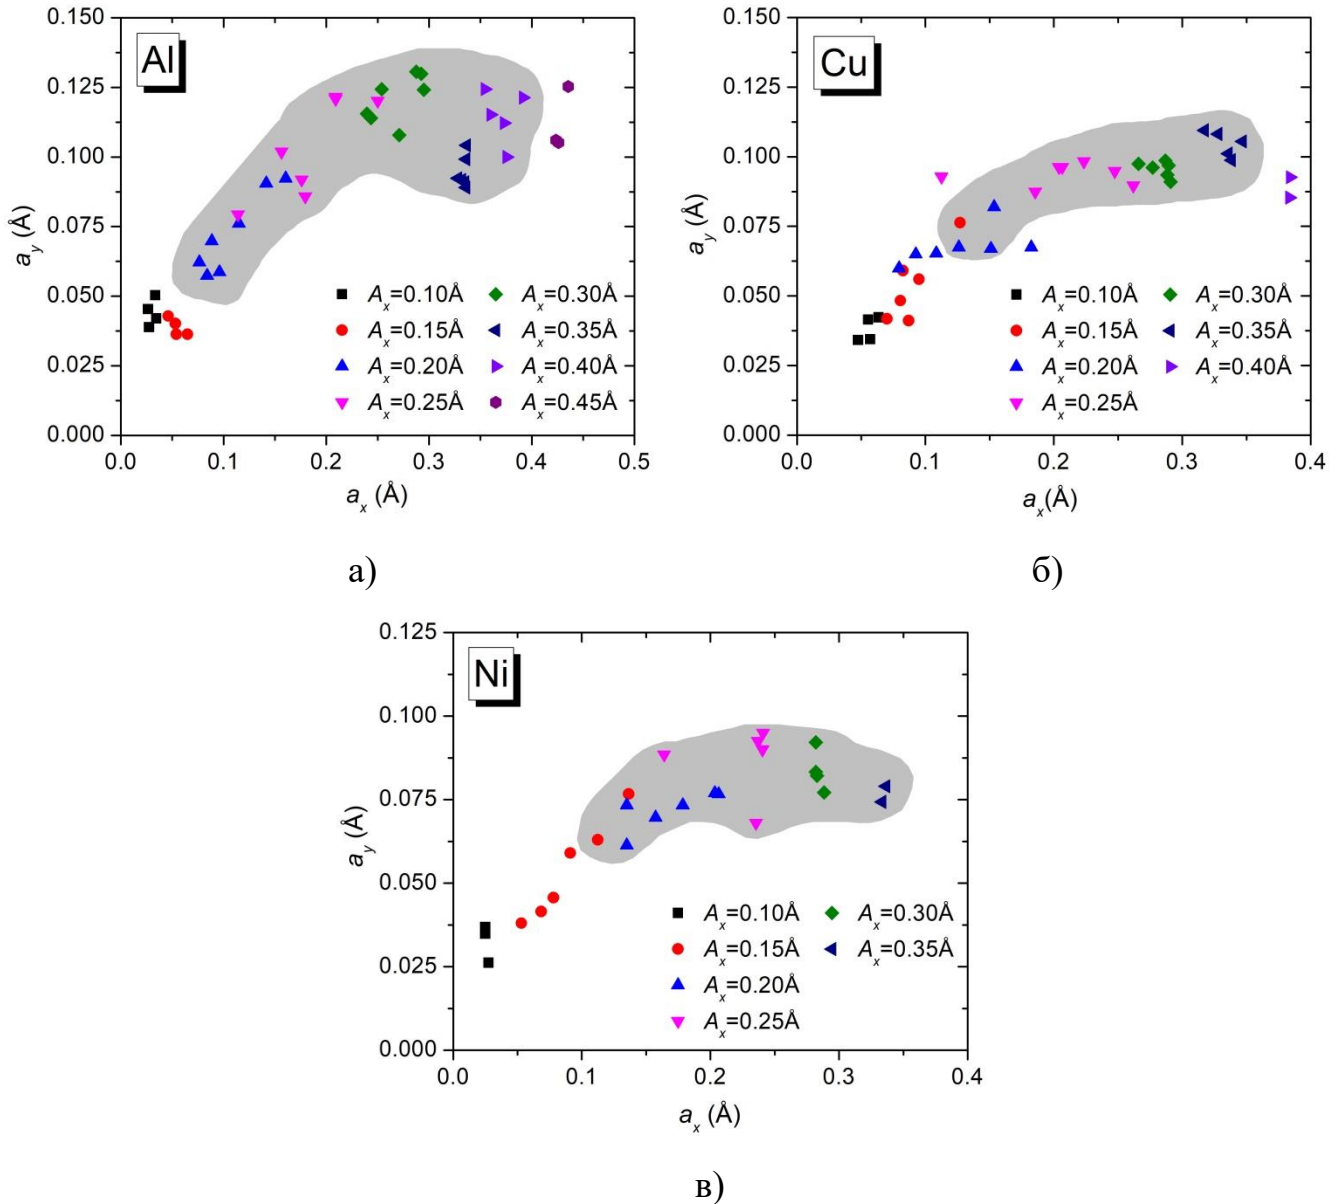 0.150
0.125
0.100
0.075
0.050
0.025
0.000
a_y (Å)
Al
A_x=0.10Å
A_x=0.30Å
A_x=0.15Å
A_x=0.35Å
A_x=0.20Å
A_x=0.40Å
A_x=0.25Å
A_x=0.45Å
0.0 0.1 0.2 0.3 0.4 0.5
a_x (Å)
а)
0.150
0.125
0.100
0.075
0.050
0.025
0.000
a_y (Å)
Cu
A_x=0.10Å
A_x=0.30Å
A_x=0.15Å
A_x=0.35Å
A_x=0.20Å
A_x=0.40Å
A_x=0.25Å
0.0 0.1 0.2 0.3 0.4
a_x(Å)
б)
0.125
0.100
0.075
0.050
0.025
0.000
a_y (Å)
Ni
A_x=0.10Å
A_x=0.30Å
A_x=0.15Å
A_x=0.35Å
A_x=0.20Å
A_x=0.25Å
0.0 0.1 0.2 0.3 0.4
a_x (Å)
в)